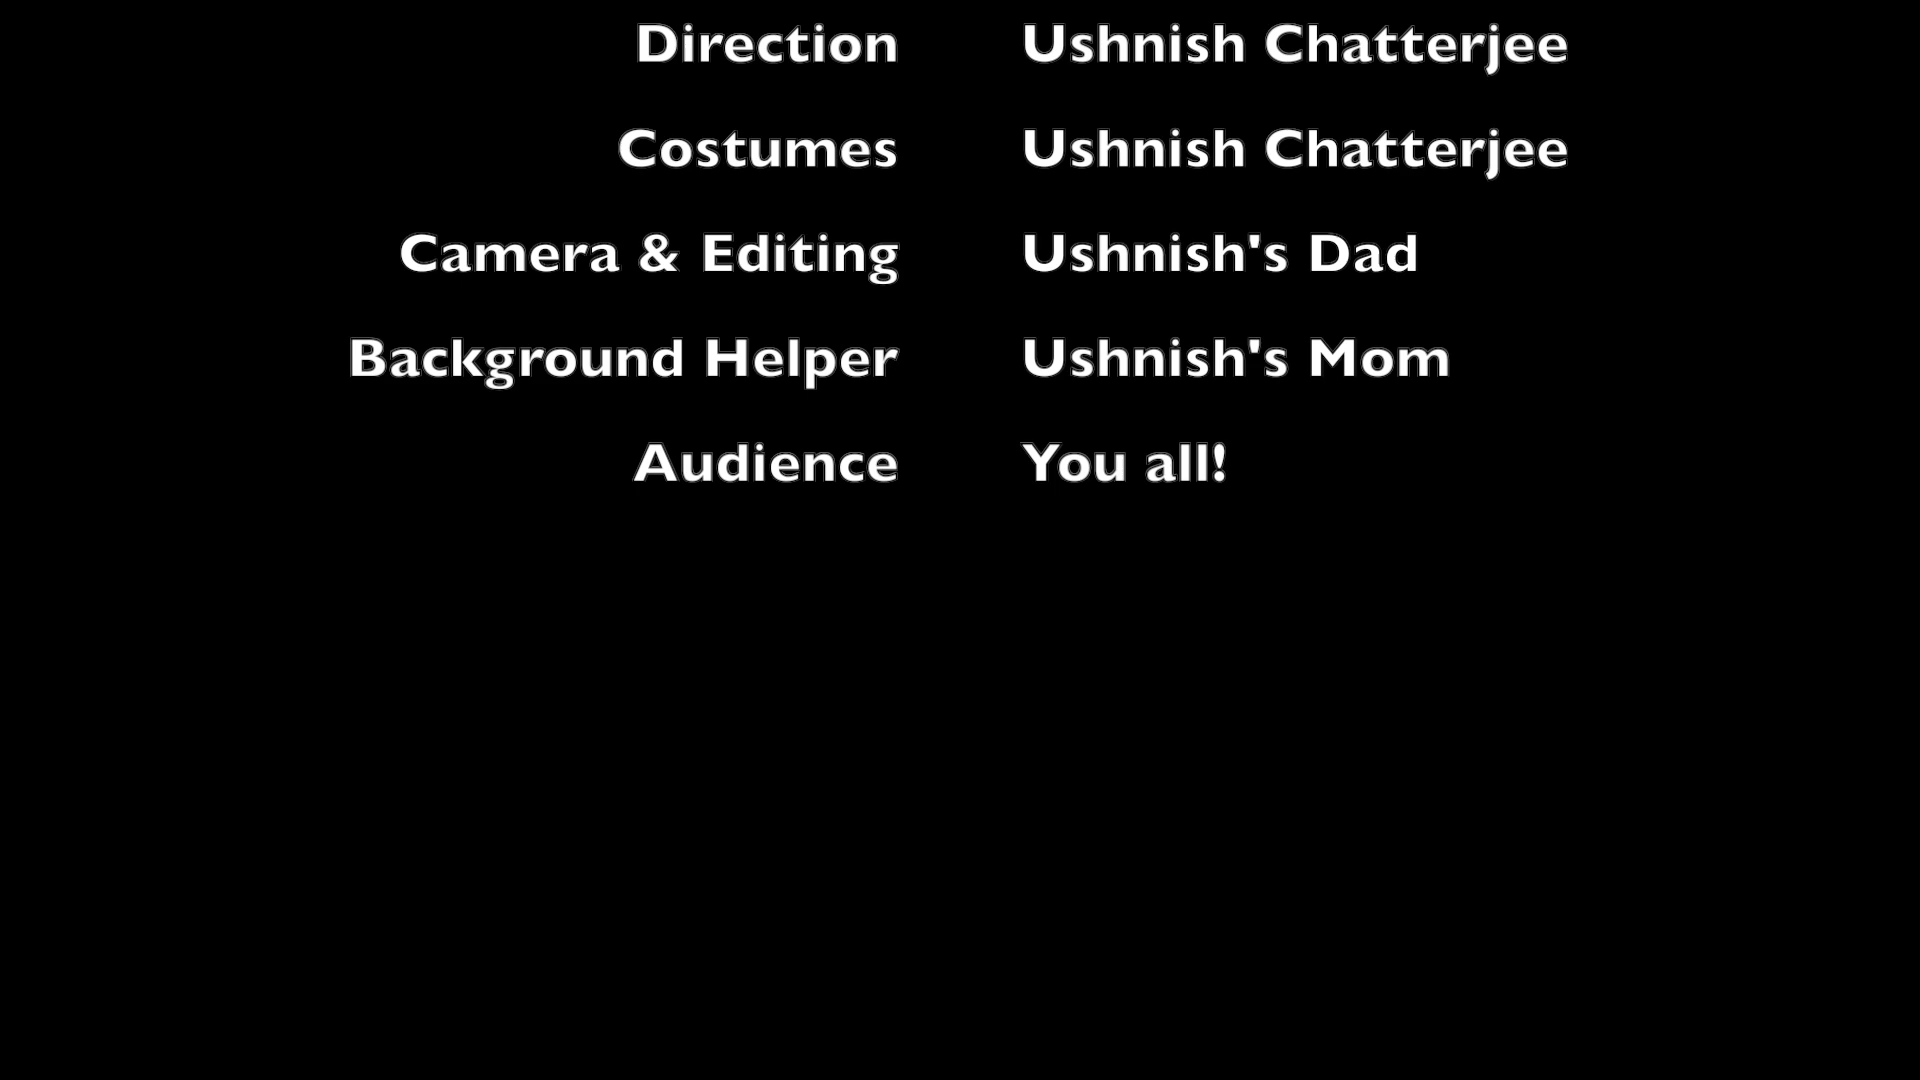 Direction Ushnish Chatterjee
Costumes Ushnish Chatterjee
Camera & Editing Ushnish's Dad
Background Helper Ushnish's Mom
Audience You all!